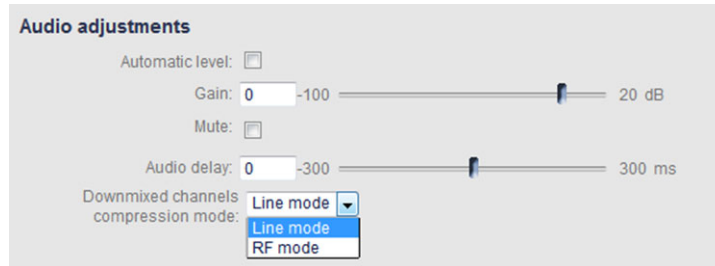 Audio adjustments
Automatic level:
Gain: 0 -100 20 dB
Mute:
Audio delay: 0 -300 300 ms
Downmixed channels
compression mode: Line mode
Line mode
RF mode